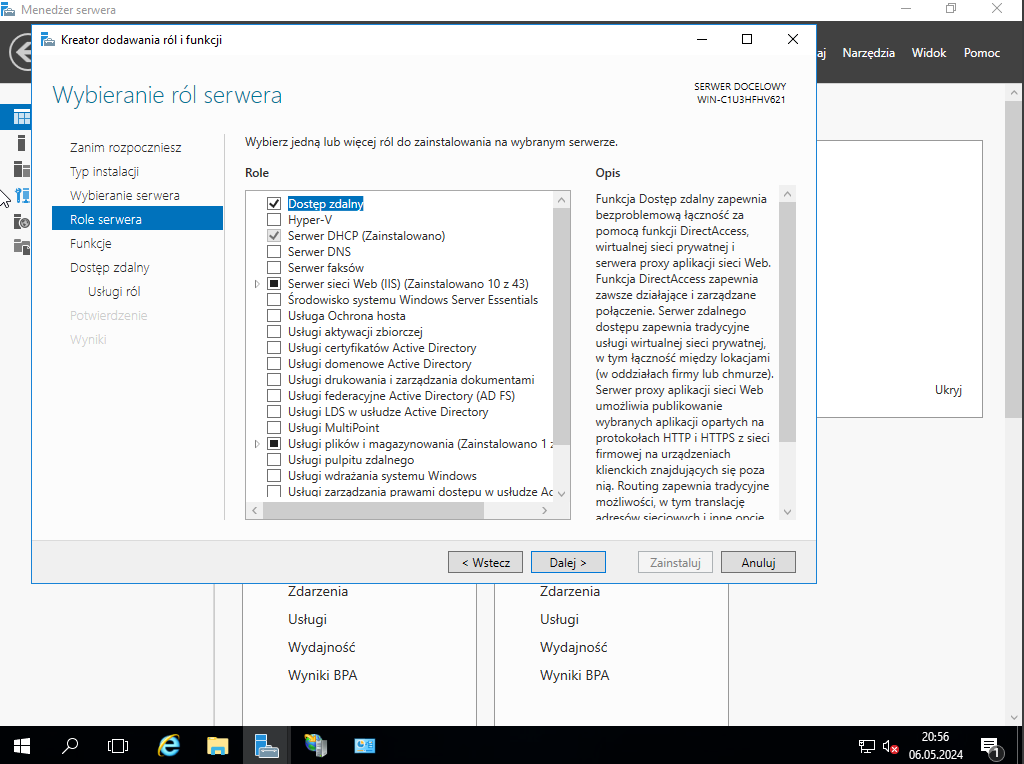 Menedżer serwera
Kreator dodawania ról i funkcji
Narzędzia
Widok
Pomoc
Wybieranie ról serwera
SERWER DOCELOWY
WIN-C1U3HFHV621
Zanim rozpoczniesz
Typ instalacji
Wybieranie serwera
Role serwera
Funkcje
Dostęp zdalny
Usługi ról
Potwierdzenie
Wyniki
Wybierz jedną lub więcej ról do zainstalowania na wybranym serwerze.
Role
Dostęp zdalny
Hyper-V
Serwer DHCP (Zainstalowano)
Serwer DNS
Serwer faksów
Serwer sieci Web (IIS) (Zainstalowano 10 z 43)
Środowisko systemu Windows Server Essentials
Usługa Ochrona hosta
Usługi aktywacji zbiorczej
Usługi certyfikatów Active Directory
Usługi domenowe Active Directory
Usługi drukowania i zarządzania dokumentami
Usługi federacyjne Active Directory (AD FS)
Usługi LDS w usłudze Active Directory
Usługi MultiPoint
Usługi plików i magazynowania (Zainstalowano 1 z
Usługi pulpitu zdalnego
Usługi wdrażania systemu Windows
Usługi zarządzania prawami dostępu w usłudze Ac
Opis
Funkcja Dostęp zdalny zapewnia
bezproblemową łączność za
pomocą funkcji DirectAccess,
wirtualnej sieci prywatnej i
serwera proxy aplikacji sieci Web.
Funkcja DirectAccess zapewnia
zawsze działające i zarządzane
połączenie. Serwer zdalnego
dostępu zapewnia tradycyjne
usługi wirtualnej sieci prywatnej,
w tym łączność między lokacjami
(w oddziałach firmy lub chmurze).
Serwer proxy aplikacji sieci Web
umożliwia publikowanie
wybranych aplikacji opartych na
protokołach HTTP i HTTPS z sieci
firmowej na urządzeniach
klienckich znajdujących się poza
nią. Routing zapewnia tradycyjne
możliwości, w tym translację
adresów sieciowych i inne opcje
Ukryj
< Wstecz
Dalej >
Zainstaluj
Anuluj
Zdarzenia
Usługi
Wydajność
Wyniki BPA
Zdarzenia
Usługi
Wydajność
Wyniki BPA
20:56
06.05.2024
1